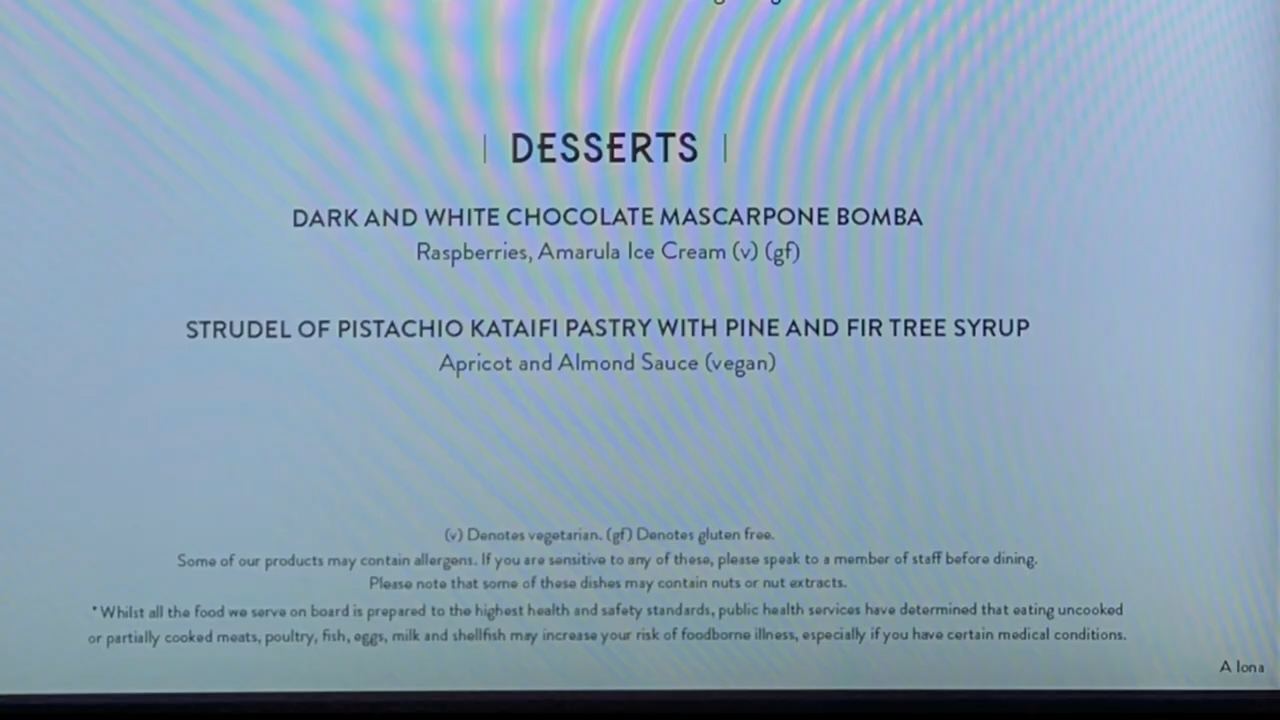 | DESSERTS |
DARK AND WHITE CHOCOLATE MASCARPONE BOMBA
Raspberries, Amarula Ice Cream (v) (gf)
STRUDEL OF PISTACHIO KATAIFI PASTRY WITH PINE AND FIR TREE SYRUP
Apricot and Almond Sauce (vegan)
(v) Denotes vegetarian. (gf) Denotes gluten free.
Some of our products may contain allergens. If you are sensitive to any of these, please speak to a member of staff before dining.
Please note that some of these dishes may contain nuts or nut extracts.
*Whilst all the food we serve on board is prepared to the highest health and safety standards, public health services have determined that eating uncooked
or partially cooked meats, poultry, fish, eggs, milk and shellfish may increase your risk of foodborne illness, especially if you have certain medical conditions.
A Iona